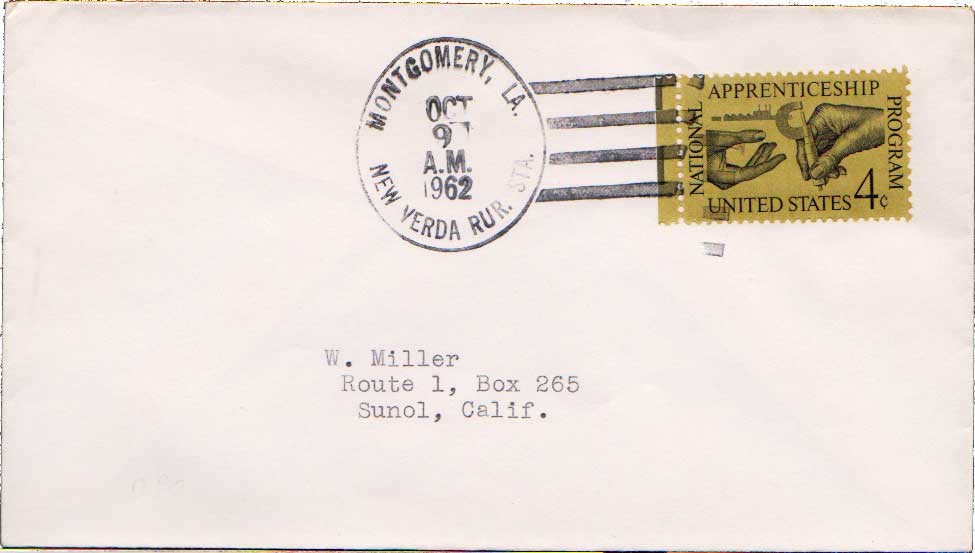 MONTGOMERY, LA.
OCT
9
A.M.
1962
NEW VERDA RUR. STA.
APPRENTICESHIP
NATIONAL
PROGRAM
UNITED STATES 4¢
W. Miller
Route 1, Box 265
Sunol, Calif.